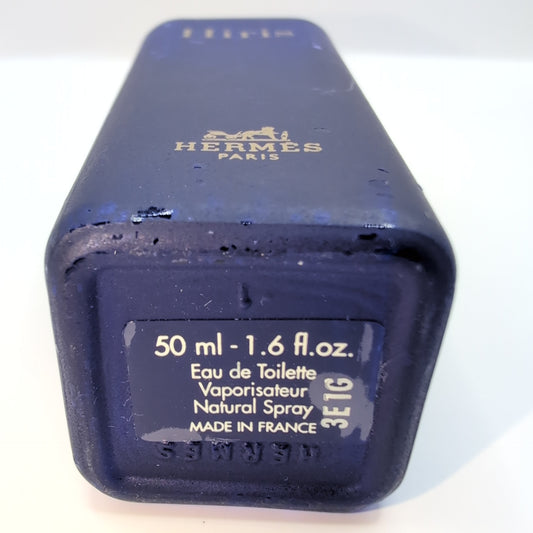 Hiris
HERMÈS
PARIS
50 ml - 1.6 fl.oz.
Eau de Toilette
Vaporisateur
Natural Spray
MADE IN FRANCE
3E1G
HERMES